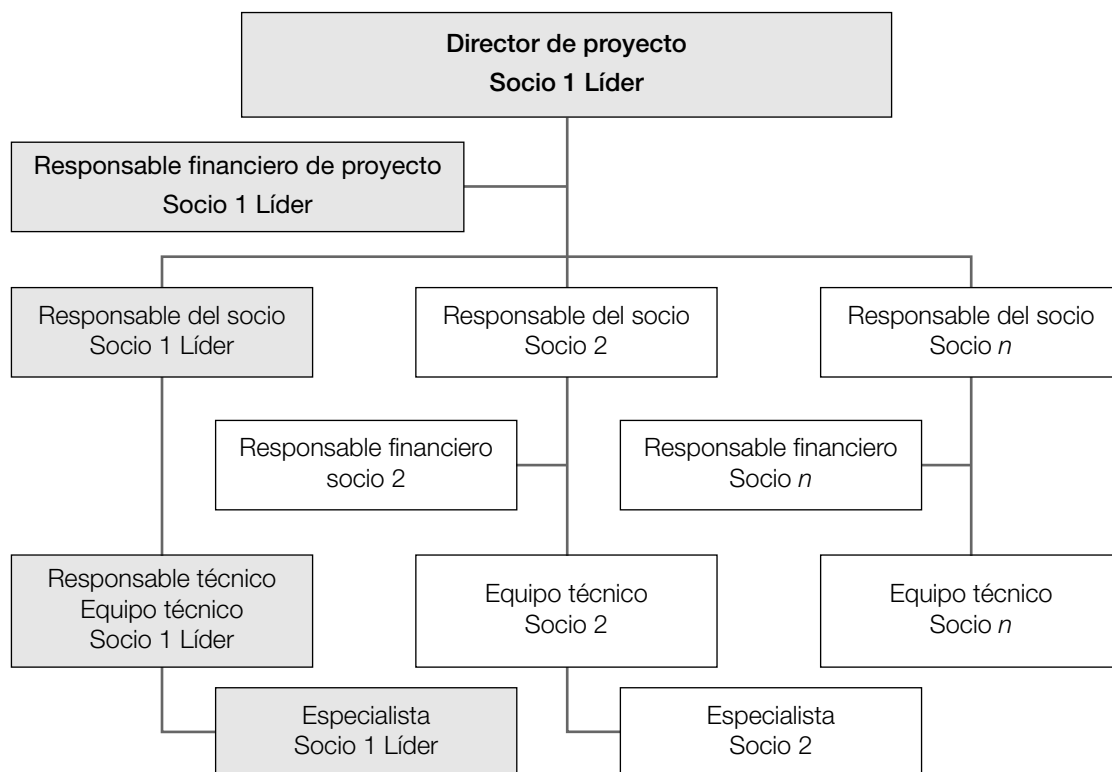 Director de proyecto
Socio 1 Líder
Responsable financiero de proyecto
Socio 1 Líder
Responsable del socio
Socio 1 Líder
Responsable del socio
Socio 2
Responsable del socio
Socio n
Responsable financiero
socio 2
Responsable financiero
Socio n
Responsable técnico
Equipo técnico
Socio 1 Líder
Equipo técnico
Socio 2
Equipo técnico
Socio n
Especialista
Socio 1 Líder
Especialista
Socio 2